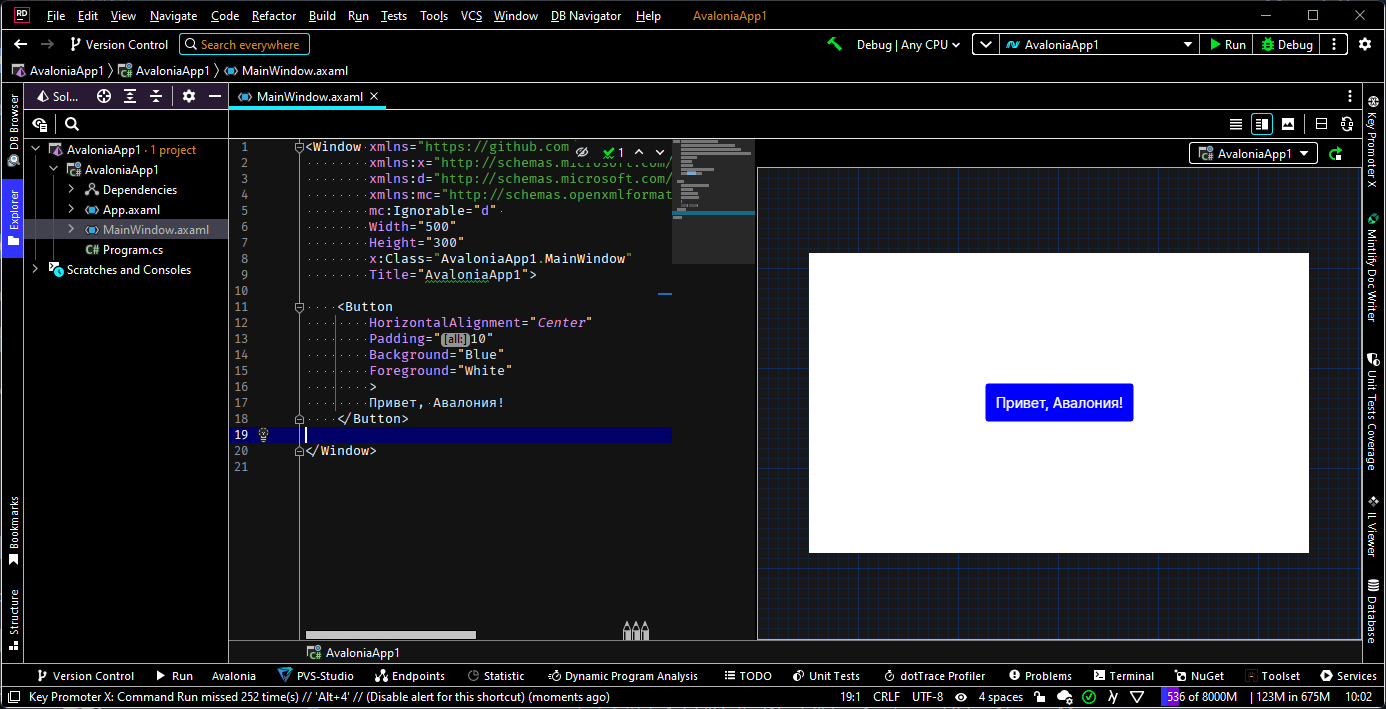 RD File Edit View Navigate Code Refactor Build Run Tests Tools VCS Window DB Navigator Help AvaloniaApp1
Version Control Search everywhere Debug | Any CPU AvaloniaApp1 Run Debug
AvaloniaApp1 AvaloniaApp1 MainWindow.axaml
Sol... MainWindow.axaml
DB Browser
Explorer
Bookmarks
Structure
AvaloniaApp1 · 1 project
AvaloniaApp1
Dependencies
App.axaml
MainWindow.axaml
C# Program.cs
Scratches and Consoles
1 <Window xmlns="https://github.com 1
2 xmlns:x="http://schemas.microsoft.com/
3 xmlns:d="http://schemas.microsoft.com/
4 xmlns:mc="http://schemas.openxmlformat
5 mc:Ignorable="d"
6 Width="500"
7 Height="300"
8 x:Class="AvaloniaApp1.MainWindow"
9 Title="AvaloniaApp1">
10
11 <Button
12 HorizontalAlignment="Center"
13 Padding="[all:]10"
14 Background="Blue"
15 Foreground="White"
16 >
17 Привет, Авалония!
18 </Button>
19
20 </Window>
21
AvaloniaApp1
AvaloniaApp1
Привет, Авалония!
Key Promoter X
Mintlify Doc Writer
Unit Tests Coverage
IL Viewer
Database
Version Control Run Avalonia PVS-Studio Endpoints Statistic Dynamic Program Analysis TODO Unit Tests dotTrace Profiler Problems Terminal NuGet Toolset Services
Key Promoter X: Command Run missed 252 time(s) // 'Alt+4' // (Disable alert for this shortcut) (moments ago) 19:1 CRLF UTF-8 4 spaces 536 of 8000M 123M in 675M 10:02